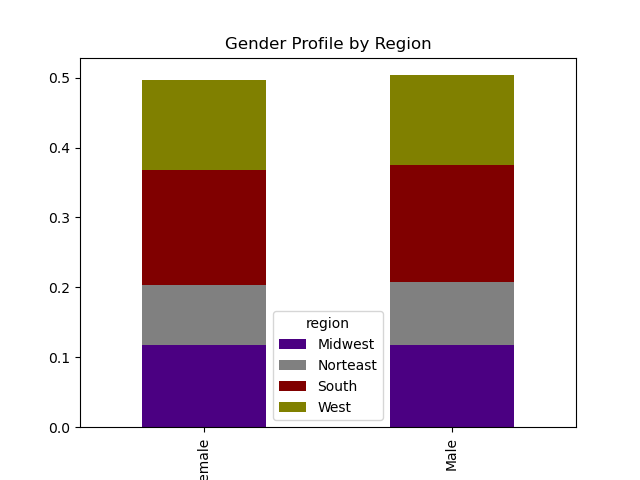 Gender Profile by Region
0.5
0.4
0.3
0.2
0.1
0.0
region
Midwest
Norteast
South
West
emale
Male